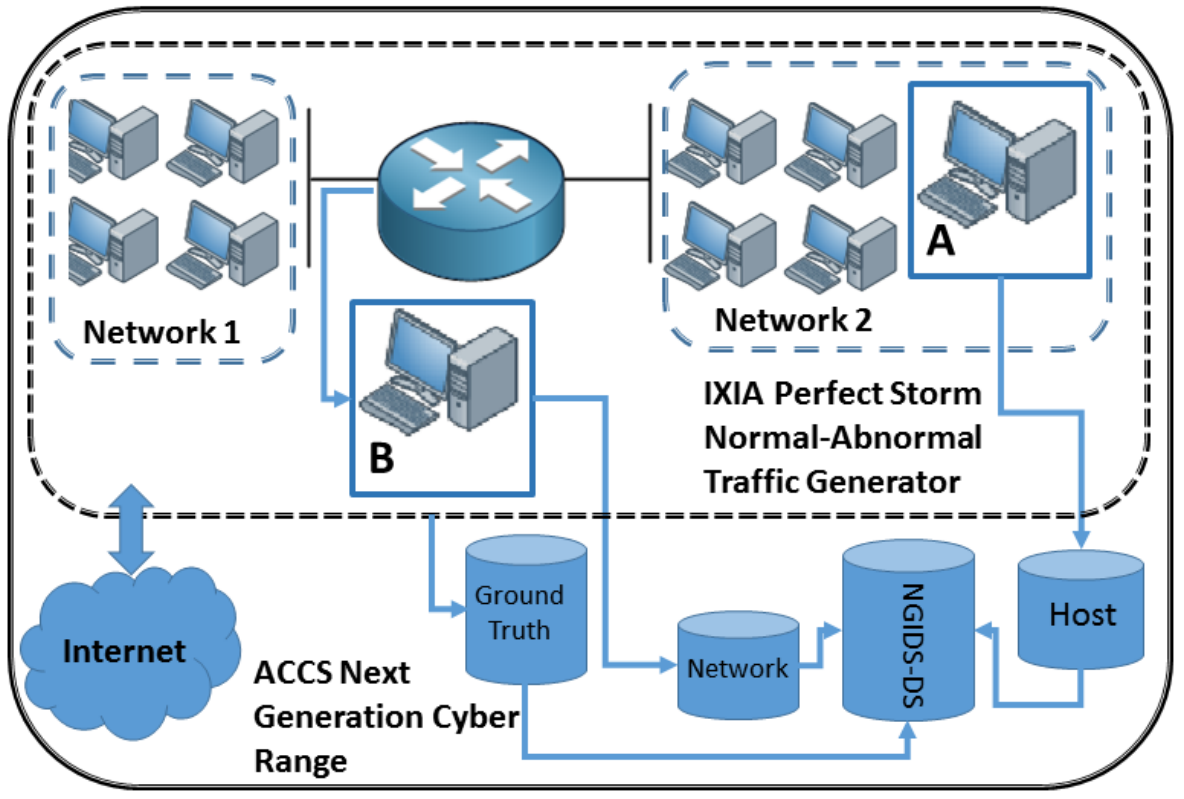 A
Network 1
Network 2
B
IXIA Perfect Storm
Normal-Abnormal
Traffic Generator
Ground
Truth
Network
NGIDS-DS
Host
Internet
ACCS Next
Generation Cyber
Range